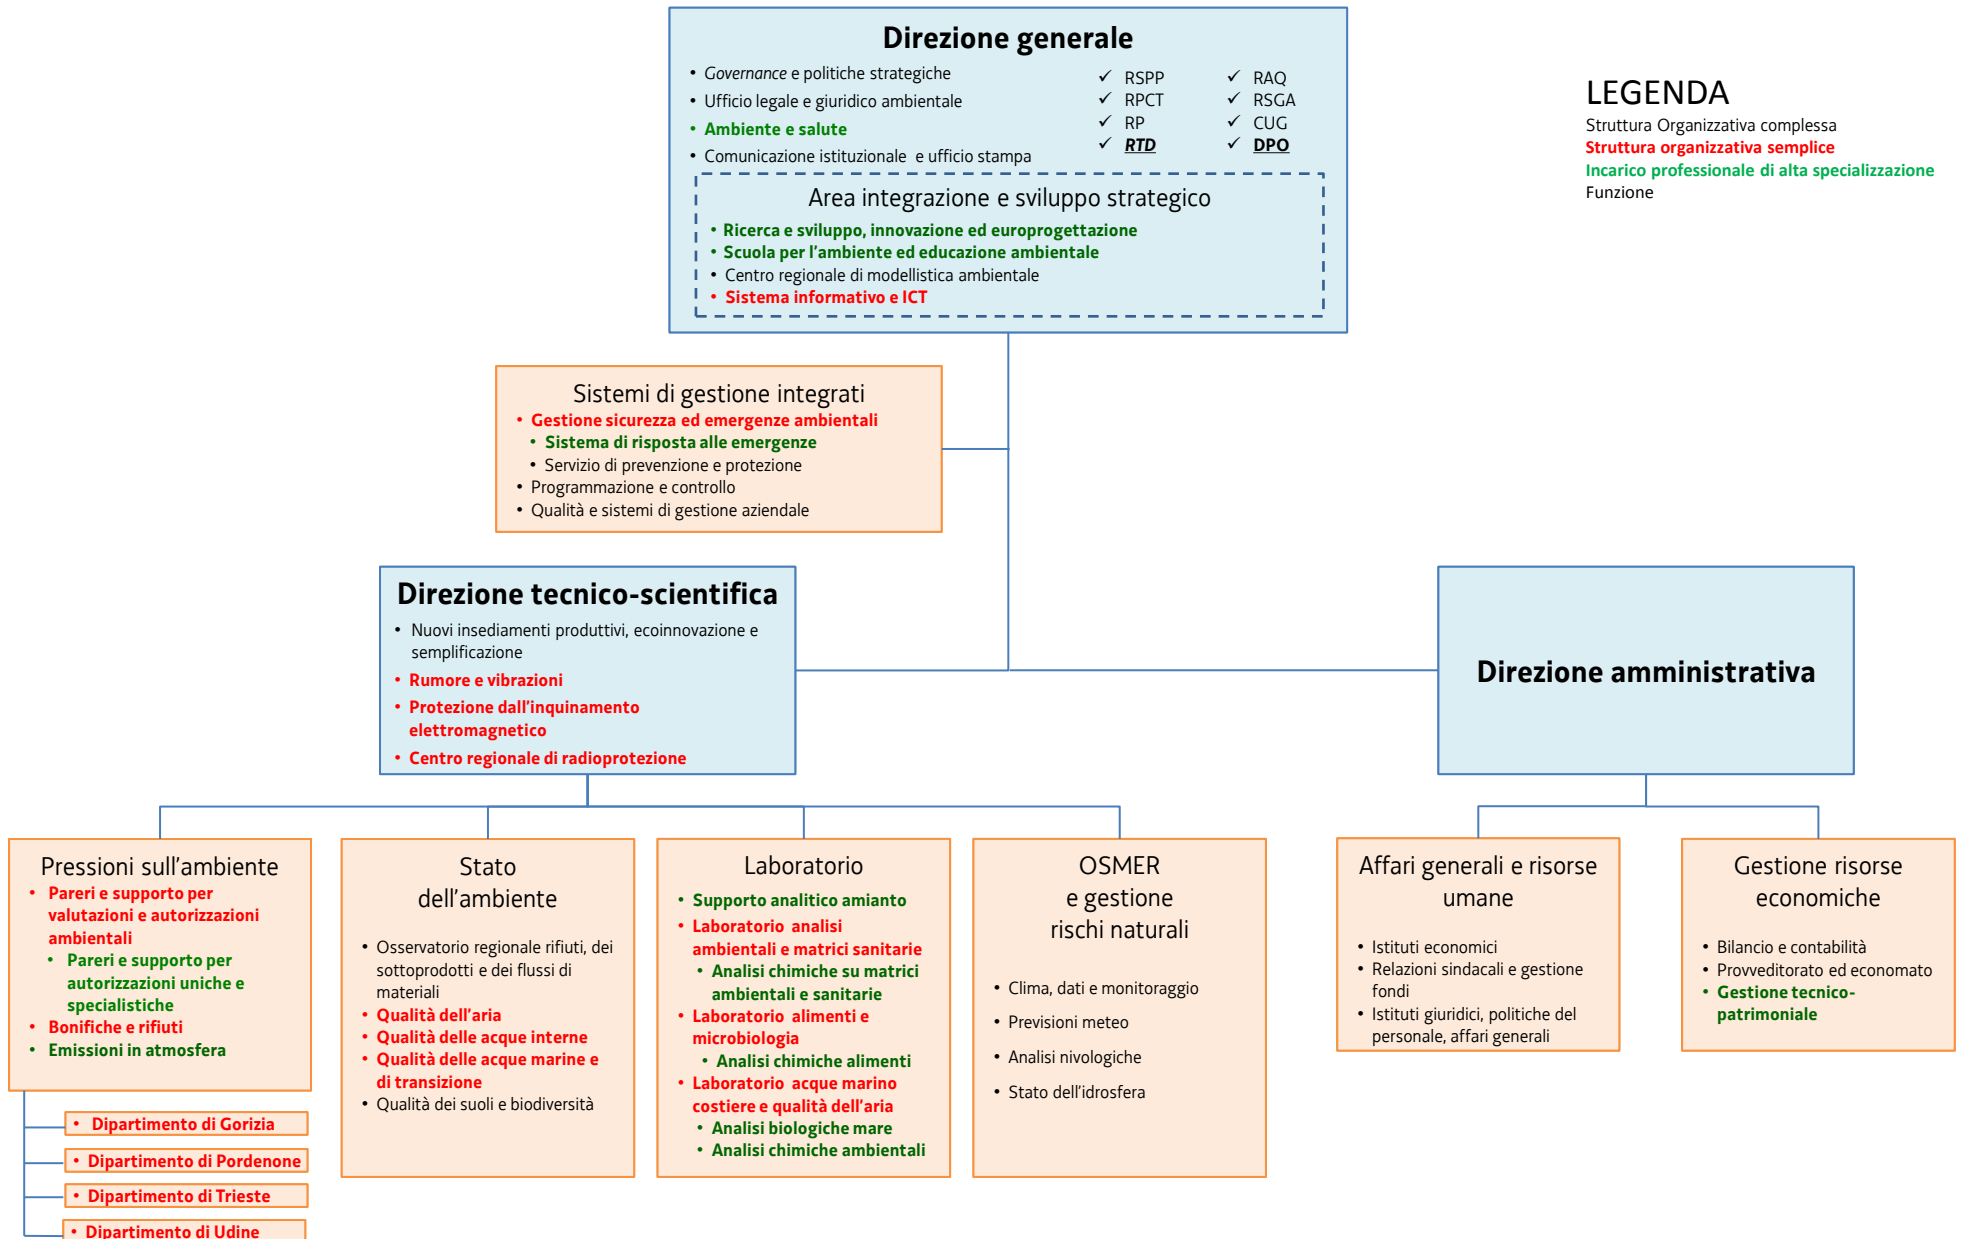 Direzione generale
• Governance e politiche strategiche
• Ufficio legale e giuridico ambientale
• Ambiente e salute
• Comunicazione istituzionale e ufficio stampa
✓ RSPP
✓ RPCT
✓ RP
✓ RTD
✓ RAQ
✓ RSGA
✓ CUG
✓ DPO
Area integrazione e sviluppo strategico
• Ricerca e sviluppo, innovazione ed europrogettazione
• Scuola per l'ambiente ed educazione ambientale
• Centro regionale di modellistica ambientale
• Sistema informativo e ICT
LEGENDA
Struttura Organizzativa complessa
Struttura organizzativa semplice
Incarico professionale di alta specializzazione
Funzione
Sistemi di gestione integrati
• Gestione sicurezza ed emergenze ambientali
• Sistema di risposta alle emergenze
• Servizio di prevenzione e protezione
• Programmazione e controllo
• Qualità e sistemi di gestione aziendale
Direzione tecnico-scientifica
• Nuovi insediamenti produttivi, ecoinnovazione e
semplificazione
• Rumore e vibrazioni
• Protezione dall'inquinamento
elettromagnetico
• Centro regionale di radioprotezione
Direzione amministrativa
Pressioni sull'ambiente
• Pareri e supporto per
valutazioni e autorizzazioni
ambientali
• Pareri e supporto per
autorizzazioni uniche e
specialistiche
• Bonifiche e rifiuti
• Emissioni in atmosfera
• Dipartimento di Gorizia
• Dipartimento di Pordenone
• Dipartimento di Trieste
• Dipartimento di Udine
Stato
dell'ambiente
• Osservatorio regionale rifiuti, dei
sottoprodotti e dei flussi di
materiali
• Qualità dell'aria
• Qualità delle acque interne
• Qualità delle acque marine e
di transizione
• Qualità dei suoli e biodiversità
Laboratorio
• Supporto analitico amianto
• Laboratorio analisi
ambientali e matrici sanitarie
• Analisi chimiche su matrici
ambientali e sanitarie
• Laboratorio alimenti e
microbiologia
• Analisi chimiche alimenti
• Laboratorio acque marino
costiere e qualità dell'aria
• Analisi biologiche mare
• Analisi chimiche ambientali
OSMER
e gestione
rischi naturali
• Clima, dati e monitoraggio
• Previsioni meteo
• Analisi nivologiche
• Stato dell'idrosfera
Affari generali e risorse
umane
• Istituti economici
• Relazioni sindacali e gestione
fondi
• Istituti giuridici, politiche del
personale, affari generali
Gestione risorse
economiche
• Bilancio e contabilità
• Provveditorato ed economato
• Gestione tecnico-
patrimoniale